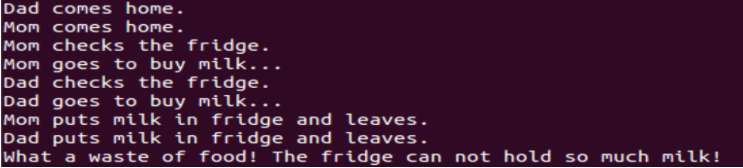 Dad comes home.
Mom comes home.
Mom checks the fridge.
Mom goes to buy milk...
Dad checks the fridge.
Dad goes to buy milk...
Mom puts milk in fridge and leaves.
Dad puts milk in fridge and leaves.
What a waste of food! The fridge can not hold so much milk!